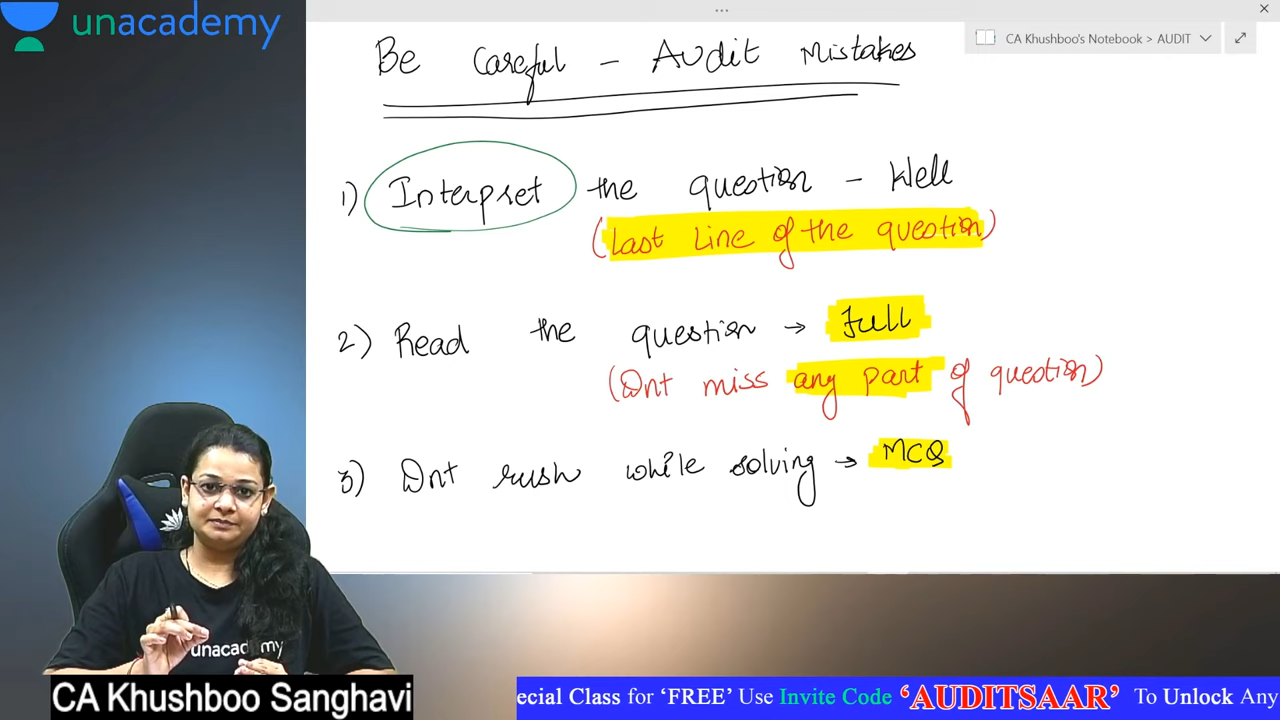 unacademy
CA Khushboo's Notebook > AUDIT
Be Careful - Audit Mistakes
1) Interpret the question - Well
(last line of the question)
2) Read the question → Full
(Dnt miss any part of question)
3) Dnt rush while solving → MCQ
unacademy
CA Khushboo Sanghavi
ecial Class for 'FREE' Use Invite Code 'AUDITSAAR' To Unlock Any